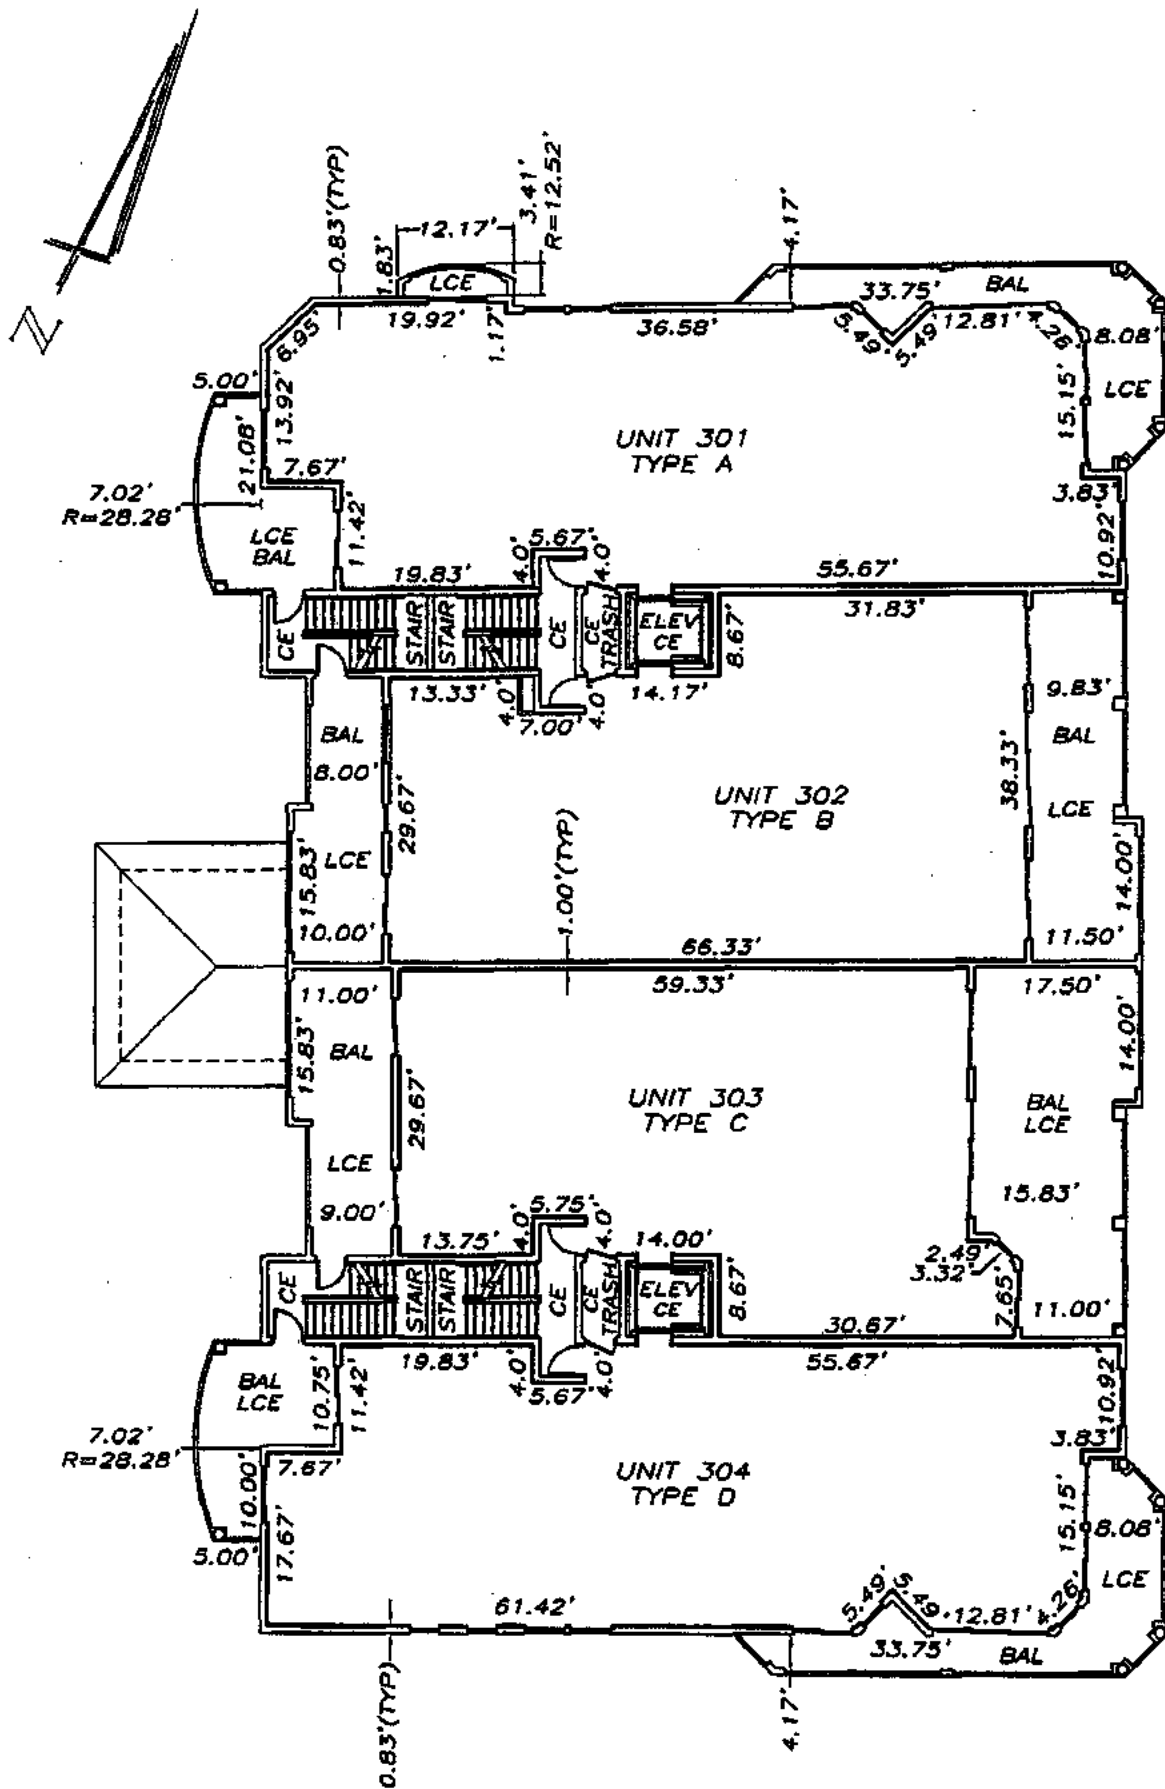 N
0.83'(TYP)
12.17'
3.41'
R=12.52'
1.83'
LCE
4.17'
33.75'
BAL
19.92'
1.17'
36.58'
5.49'
5.49'
12.81'
4.26'
8.08'
LCE
6.95'
5.00'
13.92'
21.08'
15.15'
UNIT 301
TYPE A
7.67'
3.83'
7.02'
R=28.28'
11.42'
10.92'
LCE
BAL
5.67'
4.0'
4.0'
19.83'
55.67'
31.83'
CE
STAIR
STAIR
CE
CE
TRASH
ELEV
CE
8.67'
13.33'
4.0'
7.00'
4.0'
14.17'
9.83'
BAL
8.00'
BAL
38.33'
29.67'
UNIT 302
TYPE B
LCE
LCE
15.83'
14.00'
1.00'(TYP)
10.00'
11.50'
66.33'
11.00'
59.33'
17.50'
15.83'
BAL
14.00'
29.67'
UNIT 303
TYPE C
BAL
LCE
LCE
15.83'
9.00'
5.75'
4.0'
4.0'
13.75'
14.00'
2.49'
3.32'
7.65'
CE
STAIR
STAIR
CE
CE
TRASH
ELEV
CE
8.67'
11.00'
30.67'
19.83'
4.0'
5.67'
4.0'
55.67'
BAL
LCE
10.75'
11.42'
10.92'
7.02'
R=28.28'
7.67'
3.83'
UNIT 304
TYPE D
10.00'
15.15'
8.08'
5.00'
17.67'
LCE
61.42'
5.49'
5.49'
12.81'
4.26'
33.75'
BAL
0.83'(TYP)
4.17'